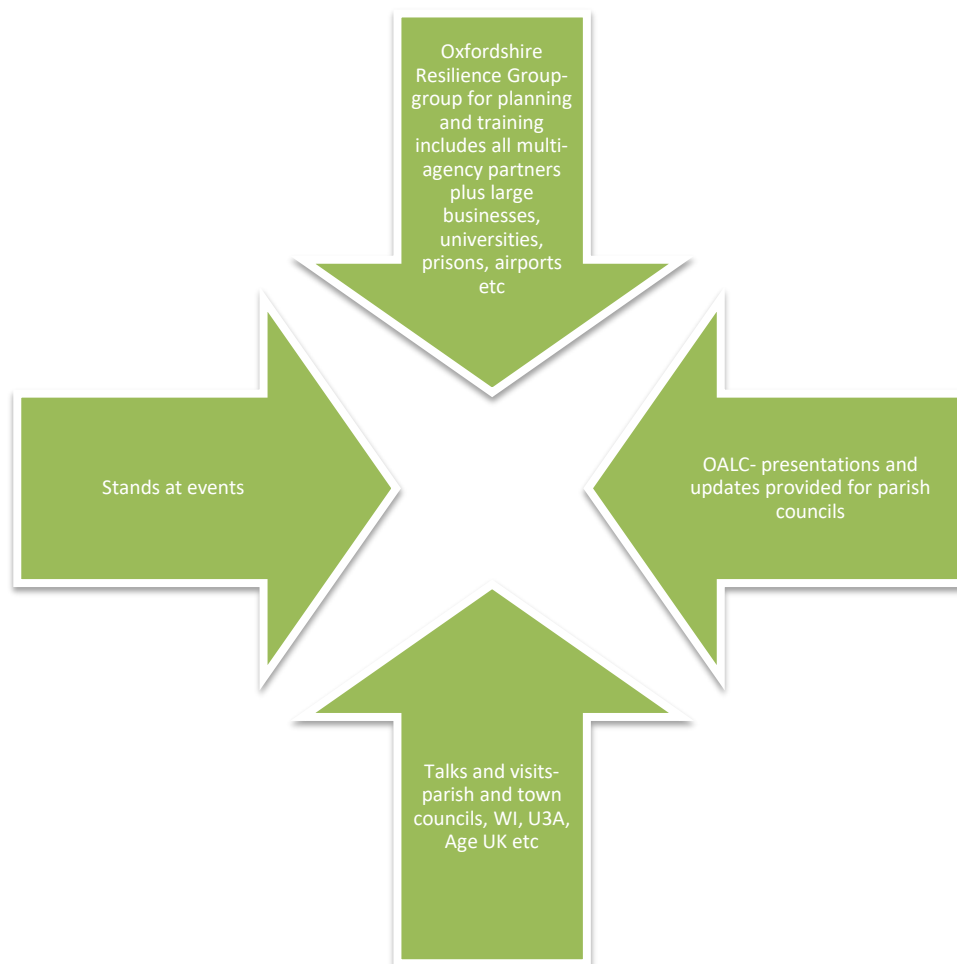 Oxfordshire
Resilience Group-
group for planning
and training
includes all multi-
agency partners
plus large
businesses,
universities,
prisons, airports
etc
Stands at events
OALC- presentations and
updates provided for parish
councils
Talks and visits-
parish and town
councils, WI, U3A,
Age UK etc